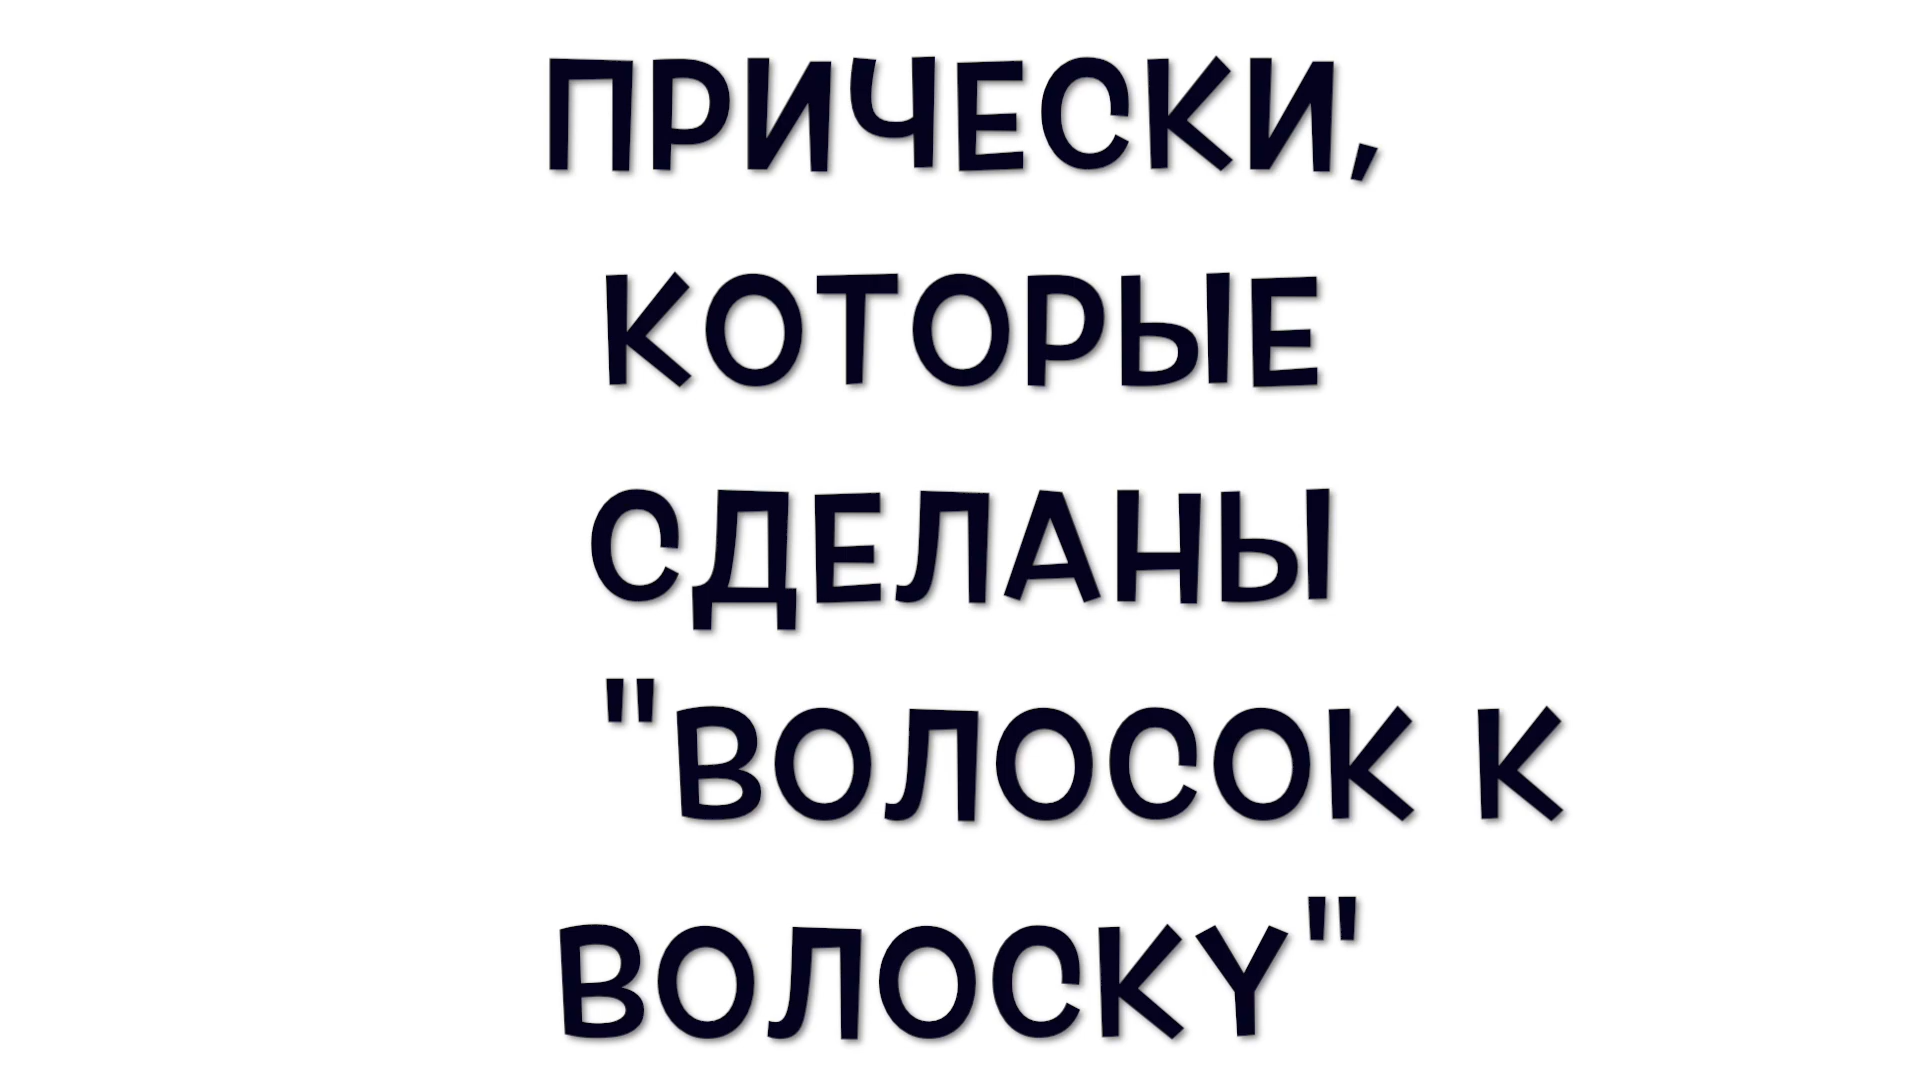 ПРИЧЕСКИ,
КОТОРЫЕ
СДЕЛАНЫ
"ВОЛОСОК К
ВОЛОСКУ"